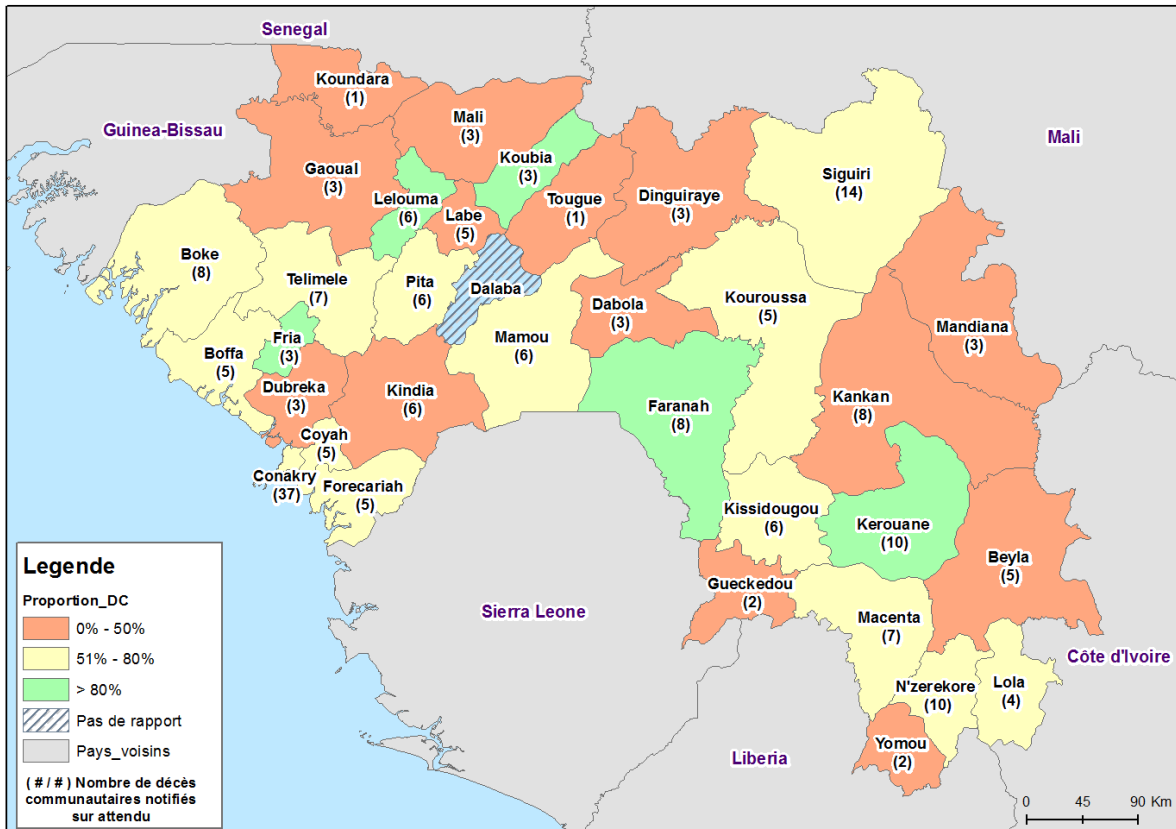 Senegal
Koundara
(1)
Guinea-Bissau
Mali
(3)
Mali
Koubia
(3)
Gaoual
(3)
Siguiri
(14)
Lelouma
(6)
Tougue
(1)
Dinguiraye
(3)
Labe
(5)
Boke
(8)
Telimele
(7)
Pita
(6)
Dalaba
Dabola
(3)
Kouroussa
(5)
Mandiana
(3)
Fria
(3)
Mamou
(6)
Boffa
(5)
Dubreka
(3)
Kindia
(6)
Faranah
(8)
Kankan
(8)
Coyah
(5)
Conakry
(37)
Forecariah
(5)
Kissidougou
(6)
Kerouane
(10)
Beyla
(5)
Gueckedou
(2)
Sierra Leone
Macenta
(7)
Côte d'Ivoire
N'zerekore
(10)
Lola
(4)
Yomou
(2)
Liberia
Legende
Proportion_DC
0% - 50%
51% - 80%
> 80%
Pas de rapport
Pays_voisins
( # / # ) Nombre de décès
communautaires notifiés
sur attendu
0 45 90 Km